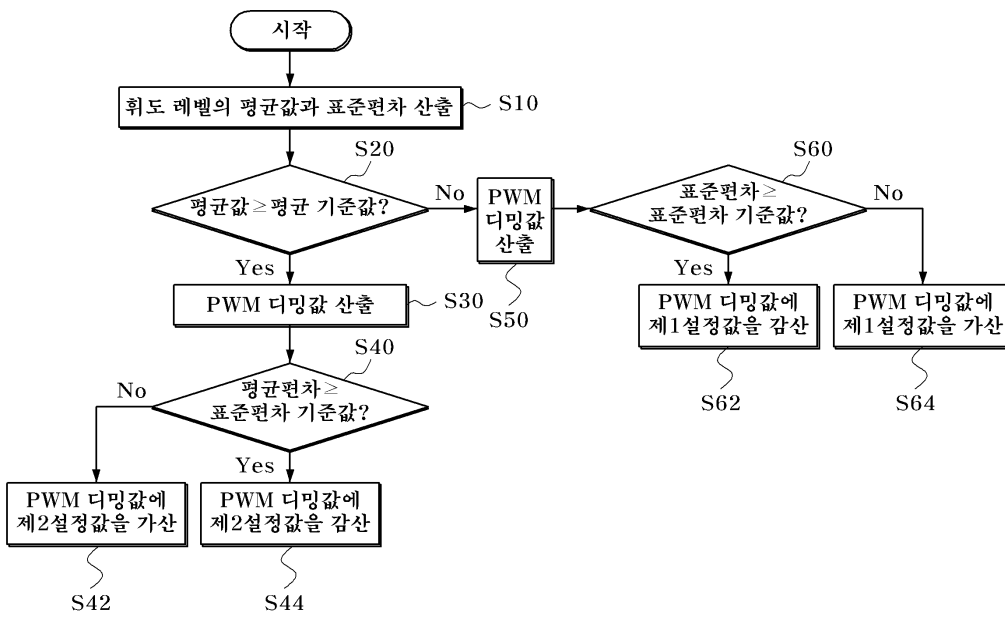 시작
휘도 레벨의 평균값과 표준편차 산출
S10
S20
평균값≥평균 기준값?
No
Yes
PWM
디밍값
산출
S50
S60
표준편차≥
표준편차 기준값?
No
Yes
PWM 디밍값 산출
S30
PWM 디밍값에
제1설정값을 감산
S62
PWM 디밍값에
제1설정값을 가산
S64
S40
평균편차≥
표준편차 기준값?
No
Yes
PWM 디밍값에
제2설정값을 가산
S42
PWM 디밍값에
제2설정값을 감산
S44